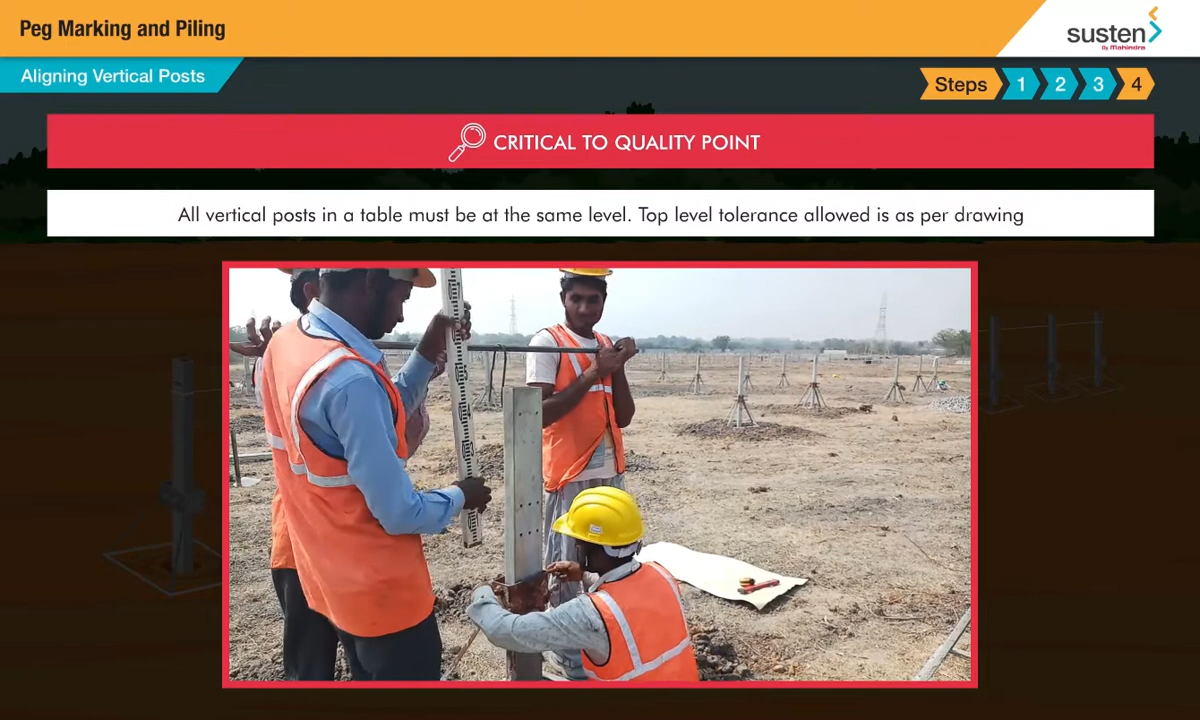 Peg Marking and Piling
susten
By Mahindra
Aligning Vertical Posts
Steps 1 2 3 4
CRITICAL TO QUALITY POINT
All vertical posts in a table must be at the same level. Top level tolerance allowed is as per drawing